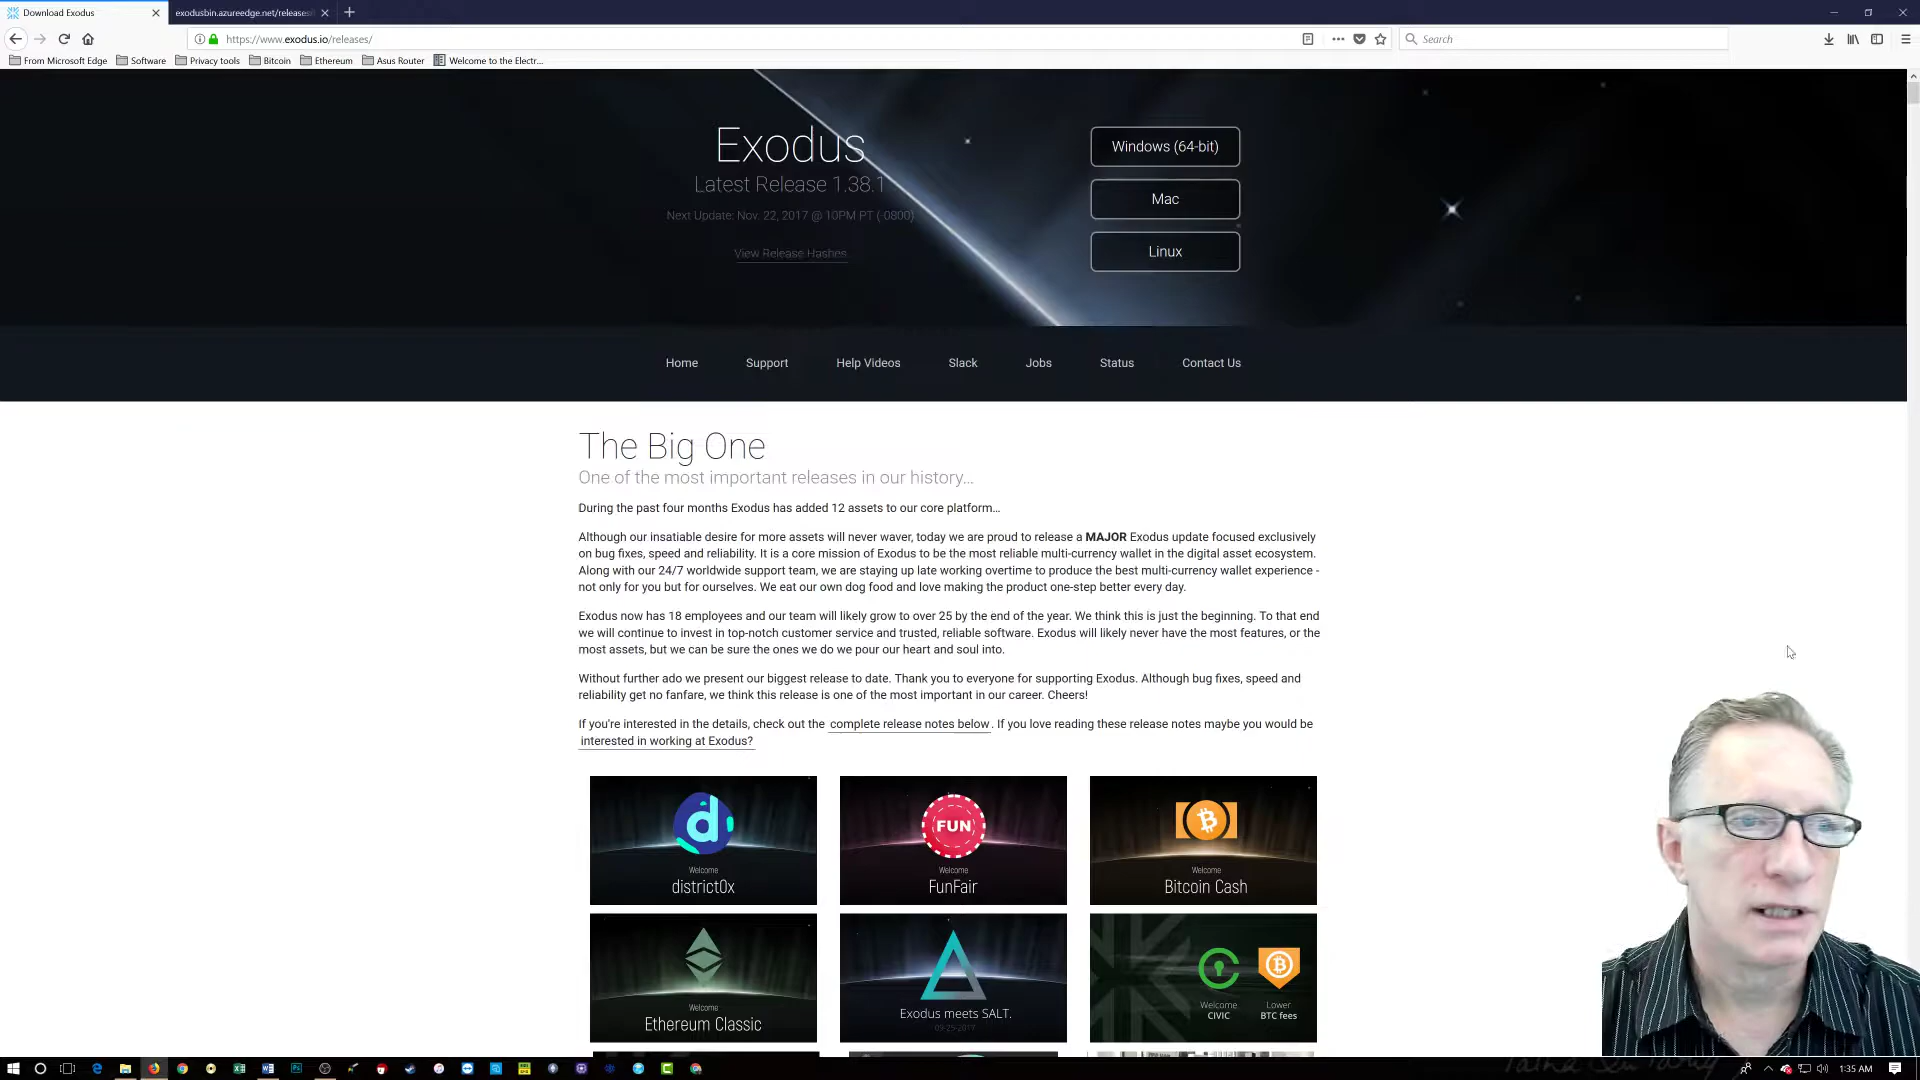 Download Exodus
exodusbin.azureedge.net/releases/
https://www.exodus.io/releases/
Search
From Microsoft Edge
Software
Privacy tools
Bitcoin
Ethereum
Asus Router
Welcome to the Electr...
Exodus
Latest Release 1.38.1
Next Update: Nov. 22, 2017 @ 10PM PT (-0800)
View Release Hashes
Windows (64-bit)
Mac
Linux
Home
Support
Help Videos
Slack
Jobs
Status
Contact Us
The Big One
One of the most important releases in our history...
During the past four months Exodus has added 12 assets to our core platform...
Although our insatiable desire for more assets will never waver, today we are proud to release a MAJOR Exodus update focused exclusively
on bug fixes, speed and reliability. It is a core mission of Exodus to be the most reliable multi-currency wallet in the digital asset ecosystem.
Along with our 24/7 worldwide support team, we are staying up late working overtime to produce the best multi-currency wallet experience -
not only for you but for ourselves. We eat our own dog food and love making the product one-step better every day.
Exodus now has 18 employees and our team will likely grow to over 25 by the end of the year. We think this is just the beginning. To that end
we will continue to invest in top-notch customer service and trusted, reliable software. Exodus will likely never have the most features, or the
most assets, but we can be sure the ones we do we pour our heart and soul into.
Without further ado we present our biggest release to date. Thank you to everyone for supporting Exodus. Although bug fixes, speed and
reliability get no fanfare, we think this release is one of the most important in our career. Cheers!
If you're interested in the details, check out the complete release notes below. If you love reading these release notes maybe you would be
interested in working at Exodus?
Welcome
district0x
FUN
Welcome
FunFair
Welcome
Bitcoin Cash
Welcome
Ethereum Classic
Exodus meets SALT.
09-25-2017
Welcome
CIVIC
Lower
BTC fees
1:35 AM